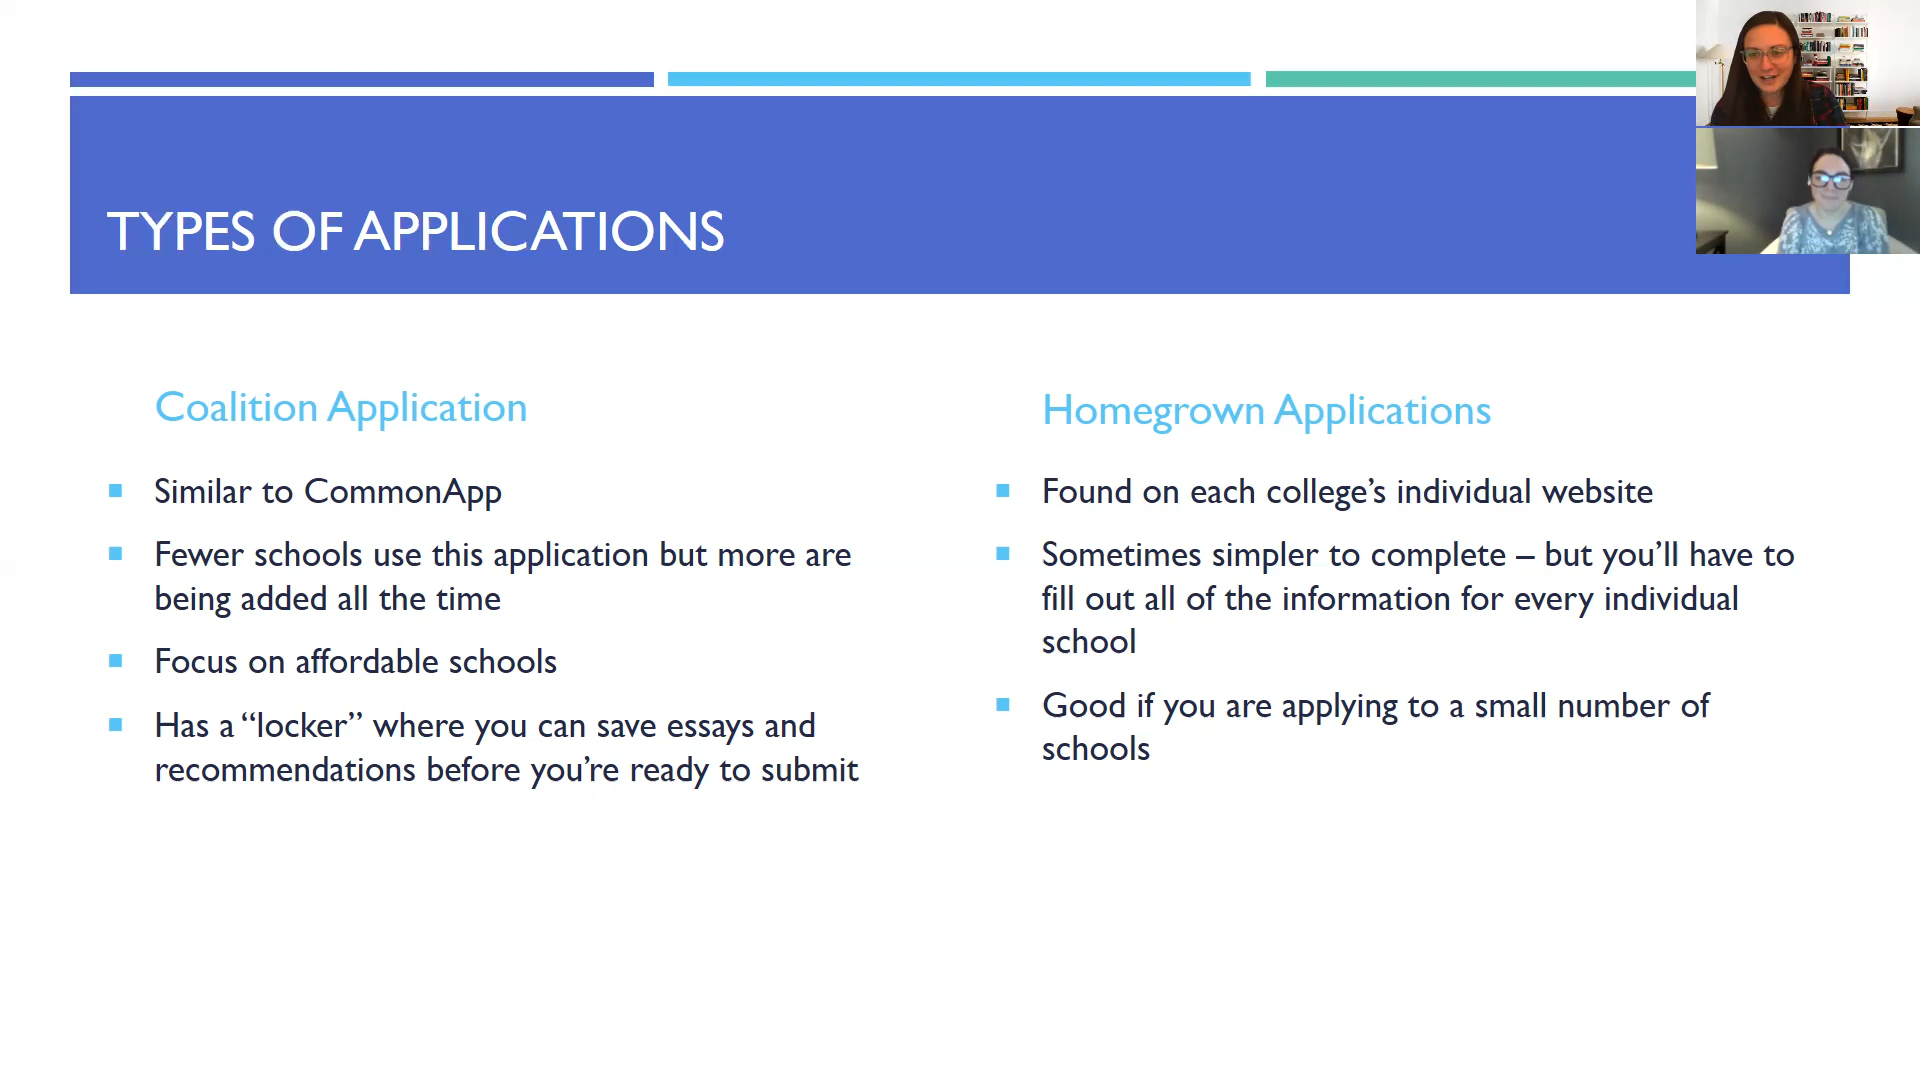 TYPES OF APPLICATIONS
Coalition Application
Similar to CommonApp
Fewer schools use this application but more are
being added all the time
Focus on affordable schools
Has a “locker” where you can save essays and
recommendations before you’re ready to submit
Homegrown Applications
Found on each college’s individual website
Sometimes simpler to complete – but you’ll have to
fill out all of the information for every individual
school
Good if you are applying to a small number of
schools